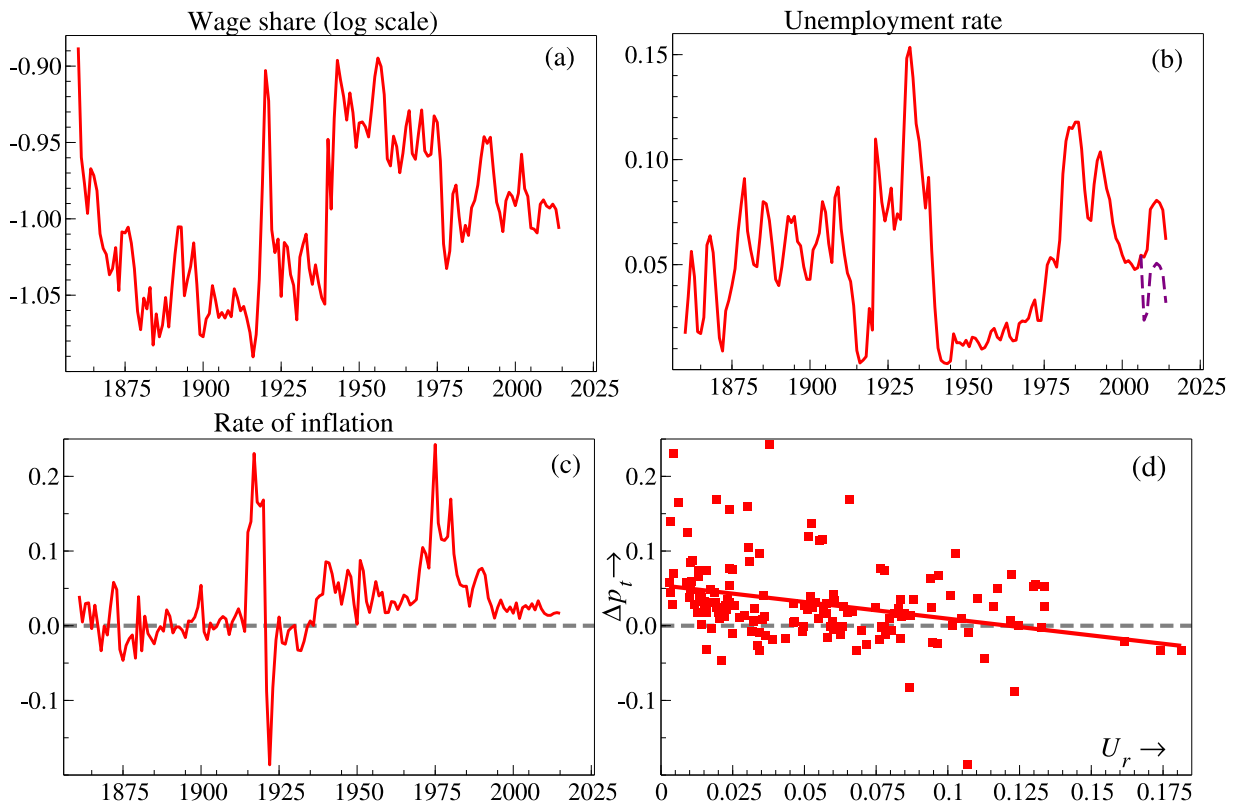 Wage share (log scale)
Unemployment rate
(a)
(b)
-0.90
-0.95
-1.00
-1.05
0.15
0.10
0.05
1875 1900 1925 1950 1975 2000 2025
1875 1900 1925 1950 1975 2000 2025
Rate of inflation
(c)
(d)
0.2
0.1
0.0
-0.1
0.2
0.1
0.0
-0.1
Δp_t →
U_r →
1875 1900 1925 1950 1975 2000 2025
0 0.025 0.05 0.075 0.1 0.125 0.15 0.175